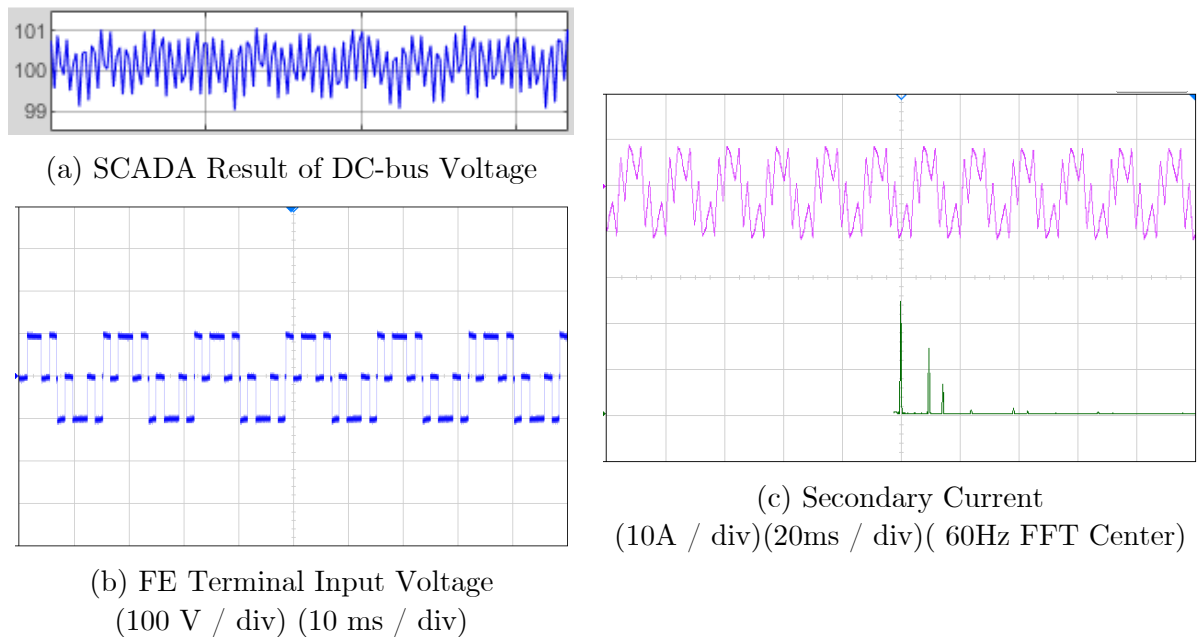 101
100
99
(a) SCADA Result of DC-bus Voltage
(b) FE Terminal Input Voltage
(100 V / div) (10 ms / div)
(c) Secondary Current
(10A / div)(20ms / div)( 60Hz FFT Center)